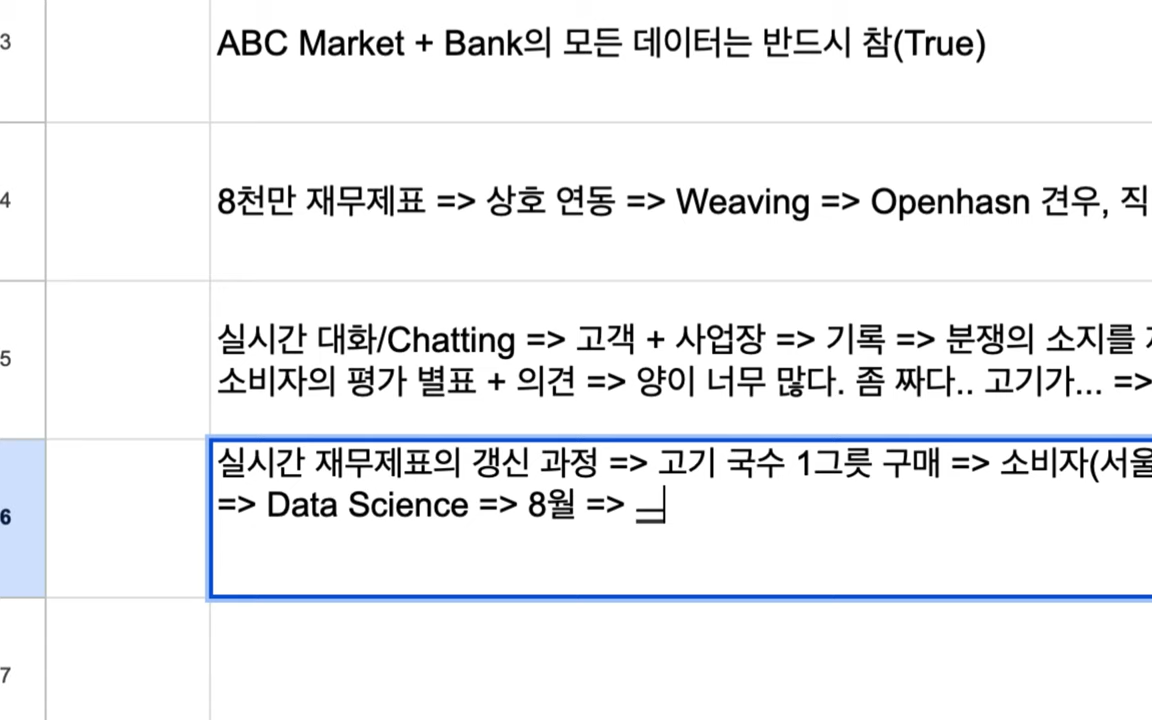 3
ABC Market + Bank의 모든 데이터는 반드시 참(True)
4
8천만 재무제표 => 상호 연동 => Weaving => Openhasn 견우, 직
5
실시간 대화/Chatting => 고객 + 사업장 => 기록 => 분쟁의 소지를
소비자의 평가 별표 + 의견 => 양이 너무 많다. 좀 짜다.. 고기가... =>
6
실시간 재무제표의 갱신 과정 => 고기 국수 1그릇 구매 => 소비자(서울
=> Data Science => 8월 =>
7